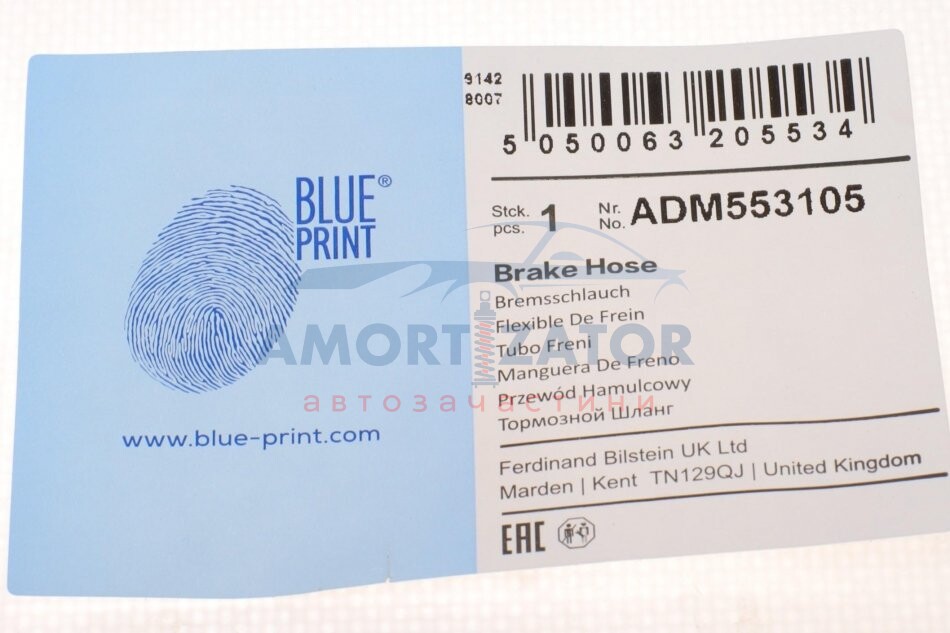 BLUE®
PRINT
www.blue-print.com
9142
8007
5 050063 205534
Stck. 1 Nr. ADM553105
pcs. No.
Brake Hose
Bremsschlauch
Flexible De Frein
Tubo Freni
Manguera De Freno
Przewód Hamulcowy
Тормозной Шланг
Ferdinand Bilstein UK Ltd
Marden | Kent TN129QJ | United Kingdom
EAC
AMORTIZATOR
автозачастини